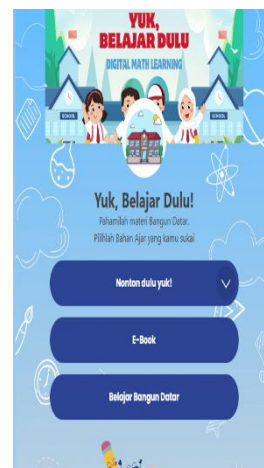 YUK,
BELAJAR DULU
DIGITAL MATH LEARNING
SCHOOL
SCHOOL
Yuk, Belajar Dulu!
Pahamilah materi Bangun Datar.
Pilihlah Bahan Ajar yang kamu sukai
Nonton dulu yuk!
E-Book
Belajar Bangun Datar